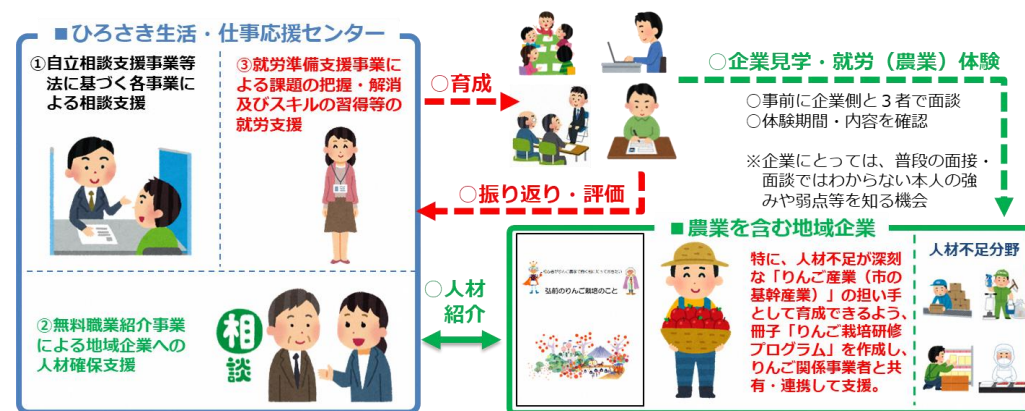 ■ひろさき生活・仕事応援センター
①自立相談支援事業等
法に基づく各事業に
よる相談支援
③就労準備支援事業に
よる課題の把握・解消
及びスキルの習得等の
就労支援
②無料職業紹介事業
による地域企業への
人材確保支援
相談
○育成
○振り返り・評価
○人材
紹介
○企業見学・就労（農業）体験
○事前に企業側と３者で面談
○体験期間・内容を確認
※企業にとっては、普段の面接・
面談ではわからない本人の強
みや弱点等を知る機会
■農業を含む地域企業
弘前のりんご栽培のこと
特に、人材不足が深刻
な「りんご産業（市の
基幹産業）」の担い手
として育成できるよう、
冊子「りんご栽培研修
プログラム」を作成し、
りんご関係事業者と共
有・連携して支援。
人材不足分野